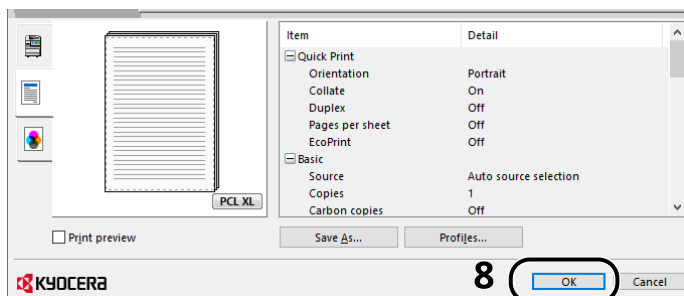 Item Detail
Quick Print
Orientation Portrait
Collate On
Duplex Off
Pages per sheet Off
EcoPrint Off
Basic
Source Auto source selection
Copies 1
Carbon copies Off
PCL XL
Print preview Save As... Profiles...
KYOCERA 8 OK Cancel